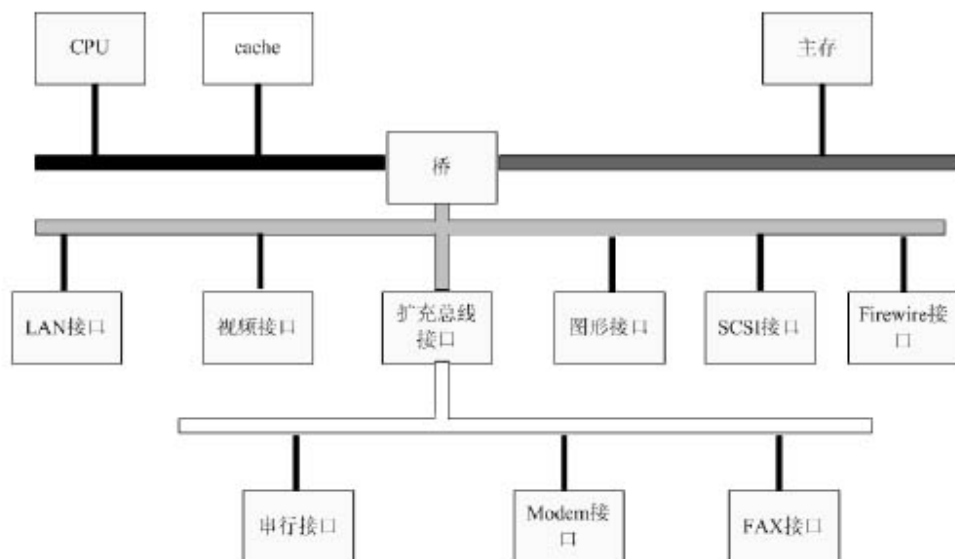 CPU
cache
主存
桥
LAN接口
视频接口
扩充总线
接口
图形接口
SCSI接口
Firewire接
口
串行接口
Modem接
口
FAX接口